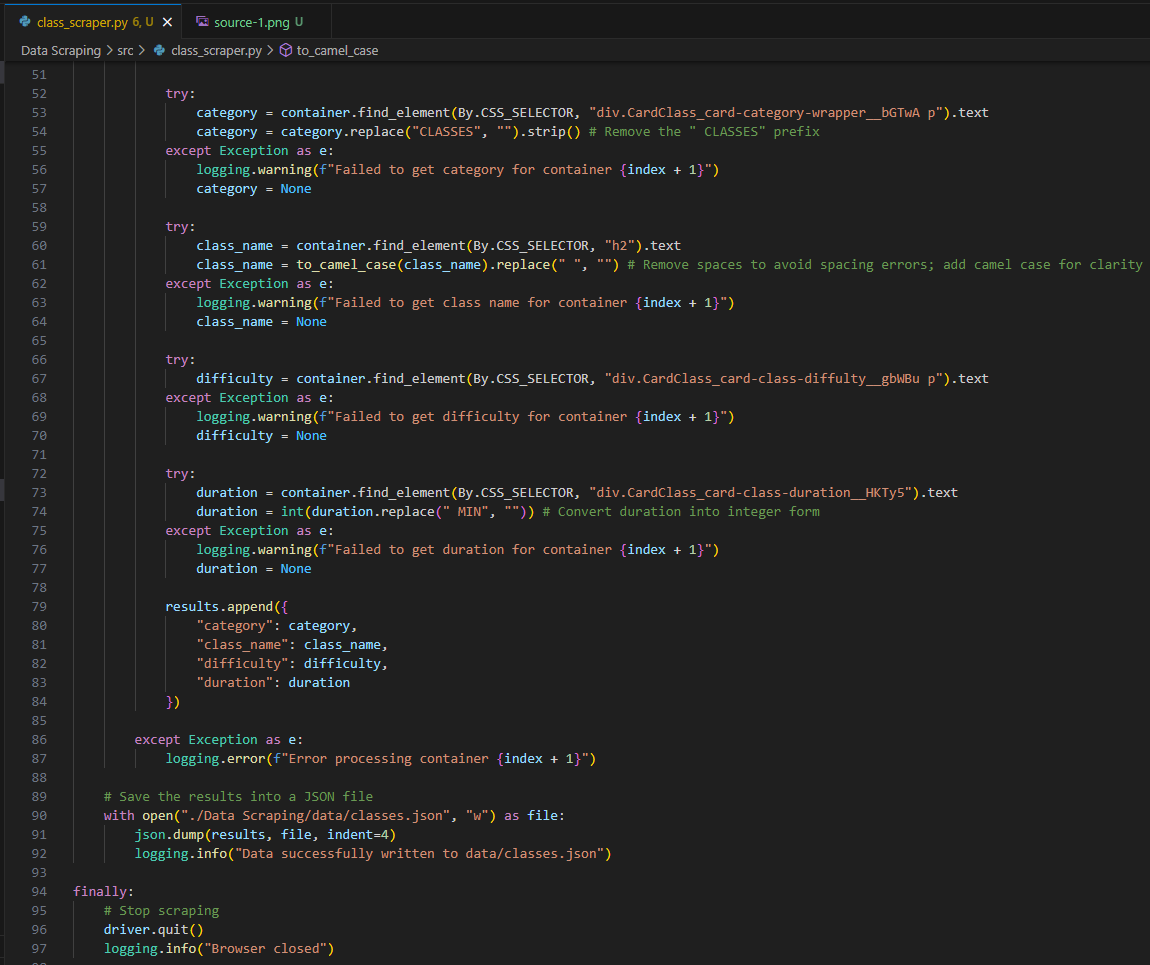 class_scraper.py 6, U
source-1.png U
Data Scraping > src > class_scraper.py > to_camel_case
51
52 try:
53 category = container.find_element(By.CSS_SELECTOR, "div.CardClass_card-category-wrapper__bGTwA p").text
54 category = category.replace("CLASSES", "").strip() # Remove the " CLASSES" prefix
55 except Exception as e:
56 logging.warning(f"Failed to get category for container {index + 1}")
57 category = None
58
59 try:
60 class_name = container.find_element(By.CSS_SELECTOR, "h2").text
61 class_name = to_camel_case(class_name).replace(" ", "") # Remove spaces to avoid spacing errors; add camel case for clarity
62 except Exception as e:
63 logging.warning(f"Failed to get class name for container {index + 1}")
64 class_name = None
65
66 try:
67 difficulty = container.find_element(By.CSS_SELECTOR, "div.CardClass_card-class-diffulty__gbWBu p").text
68 except Exception as e:
69 logging.warning(f"Failed to get difficulty for container {index + 1}")
70 difficulty = None
71
72 try:
73 duration = container.find_element(By.CSS_SELECTOR, "div.CardClass_card-class-duration__HKTy5").text
74 duration = int(duration.replace(" MIN", "")) # Convert duration into integer form
75 except Exception as e:
76 logging.warning(f"Failed to get duration for container {index + 1}")
77 duration = None
78
79 results.append({
80 "category": category,
81 "class_name": class_name,
82 "difficulty": difficulty,
83 "duration": duration
84 })
85
86 except Exception as e:
87 logging.error(f"Error processing container {index + 1}")
88
89 # Save the results into a JSON file
90 with open("./Data Scraping/data/classes.json", "w") as file:
91 json.dump(results, file, indent=4)
92 logging.info("Data successfully written to data/classes.json")
93
94 finally:
95 # Stop scraping
96 driver.quit()
97 logging.info("Browser closed")